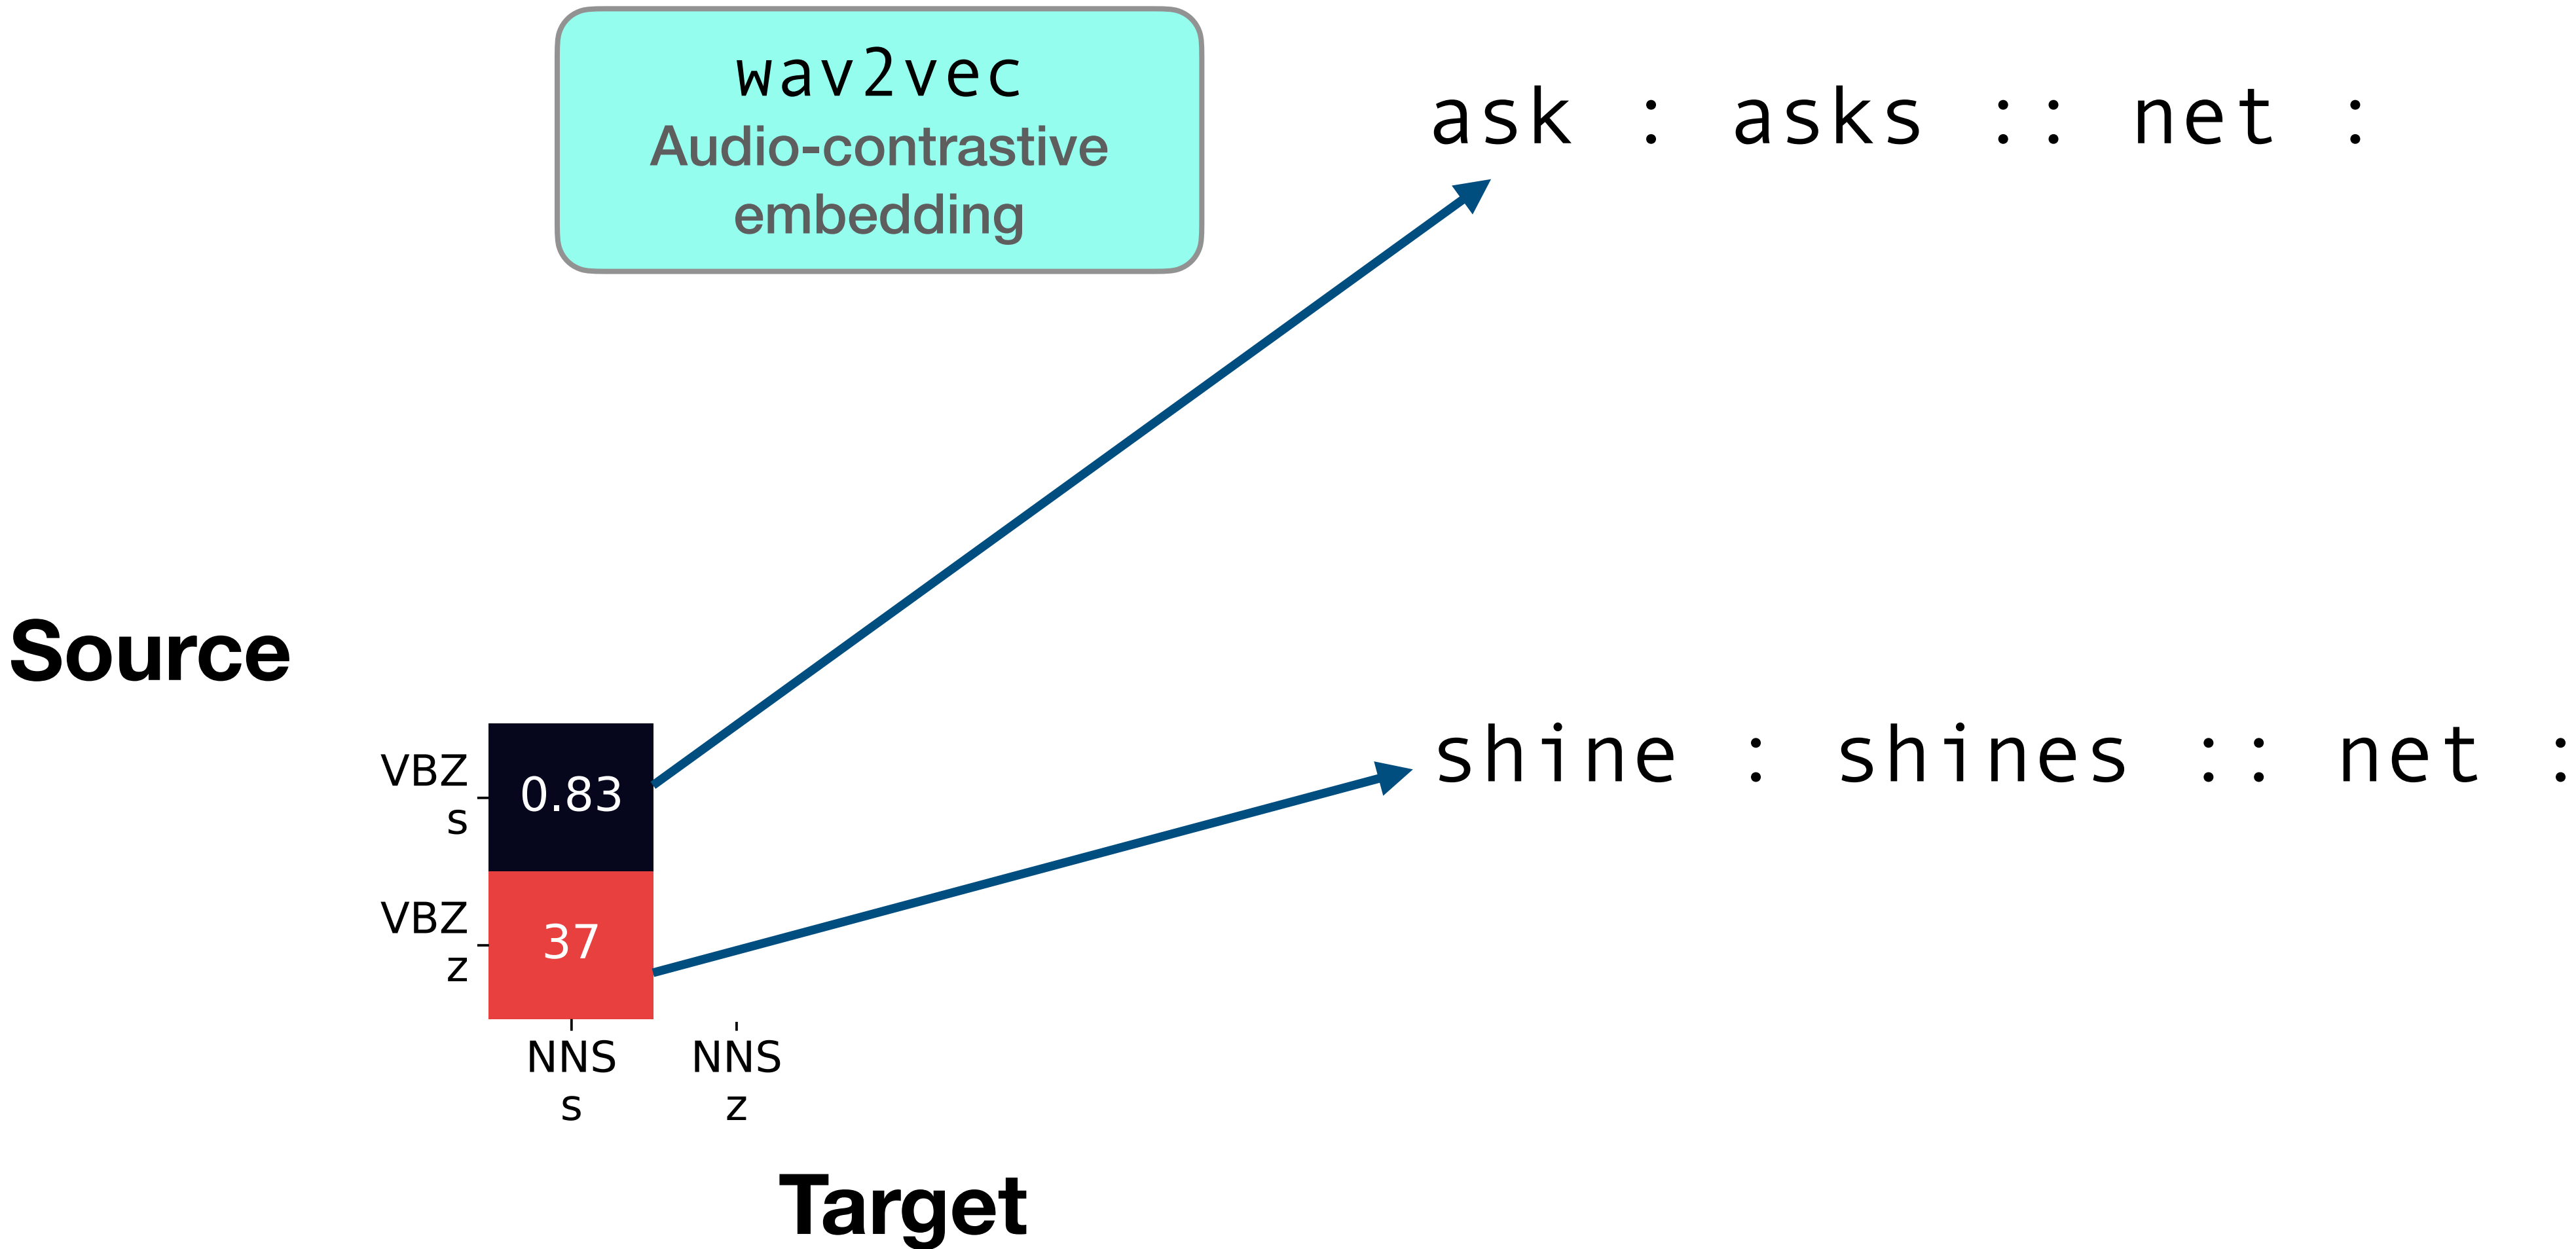 wav2vec
Audio-contrastive
embedding
ask : asks :: net :
Source
VBZ
s
0.83
shine : shines :: net :
VBZ
z
37
NNS
s
NNS
z
Target